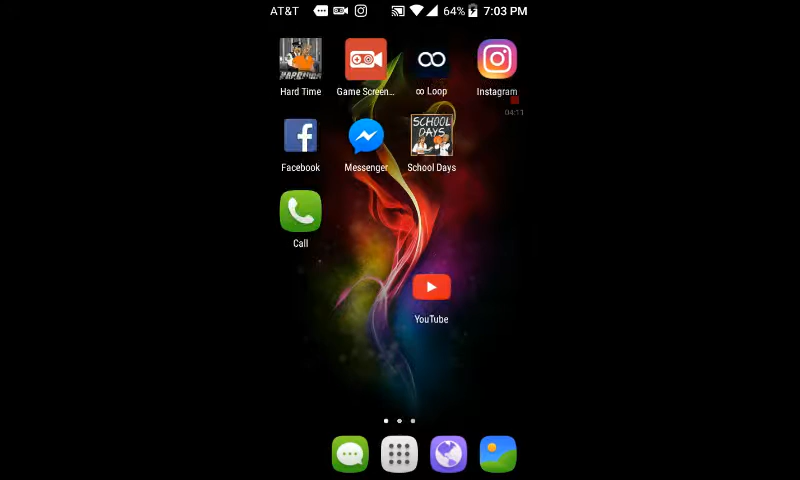 AT&T 64% 7:03 PM
Hard Time Game Screen... ∞ Loop Instagram
04:11
SCHOOL
DAYS
Facebook Messenger School Days
Call
YouTube